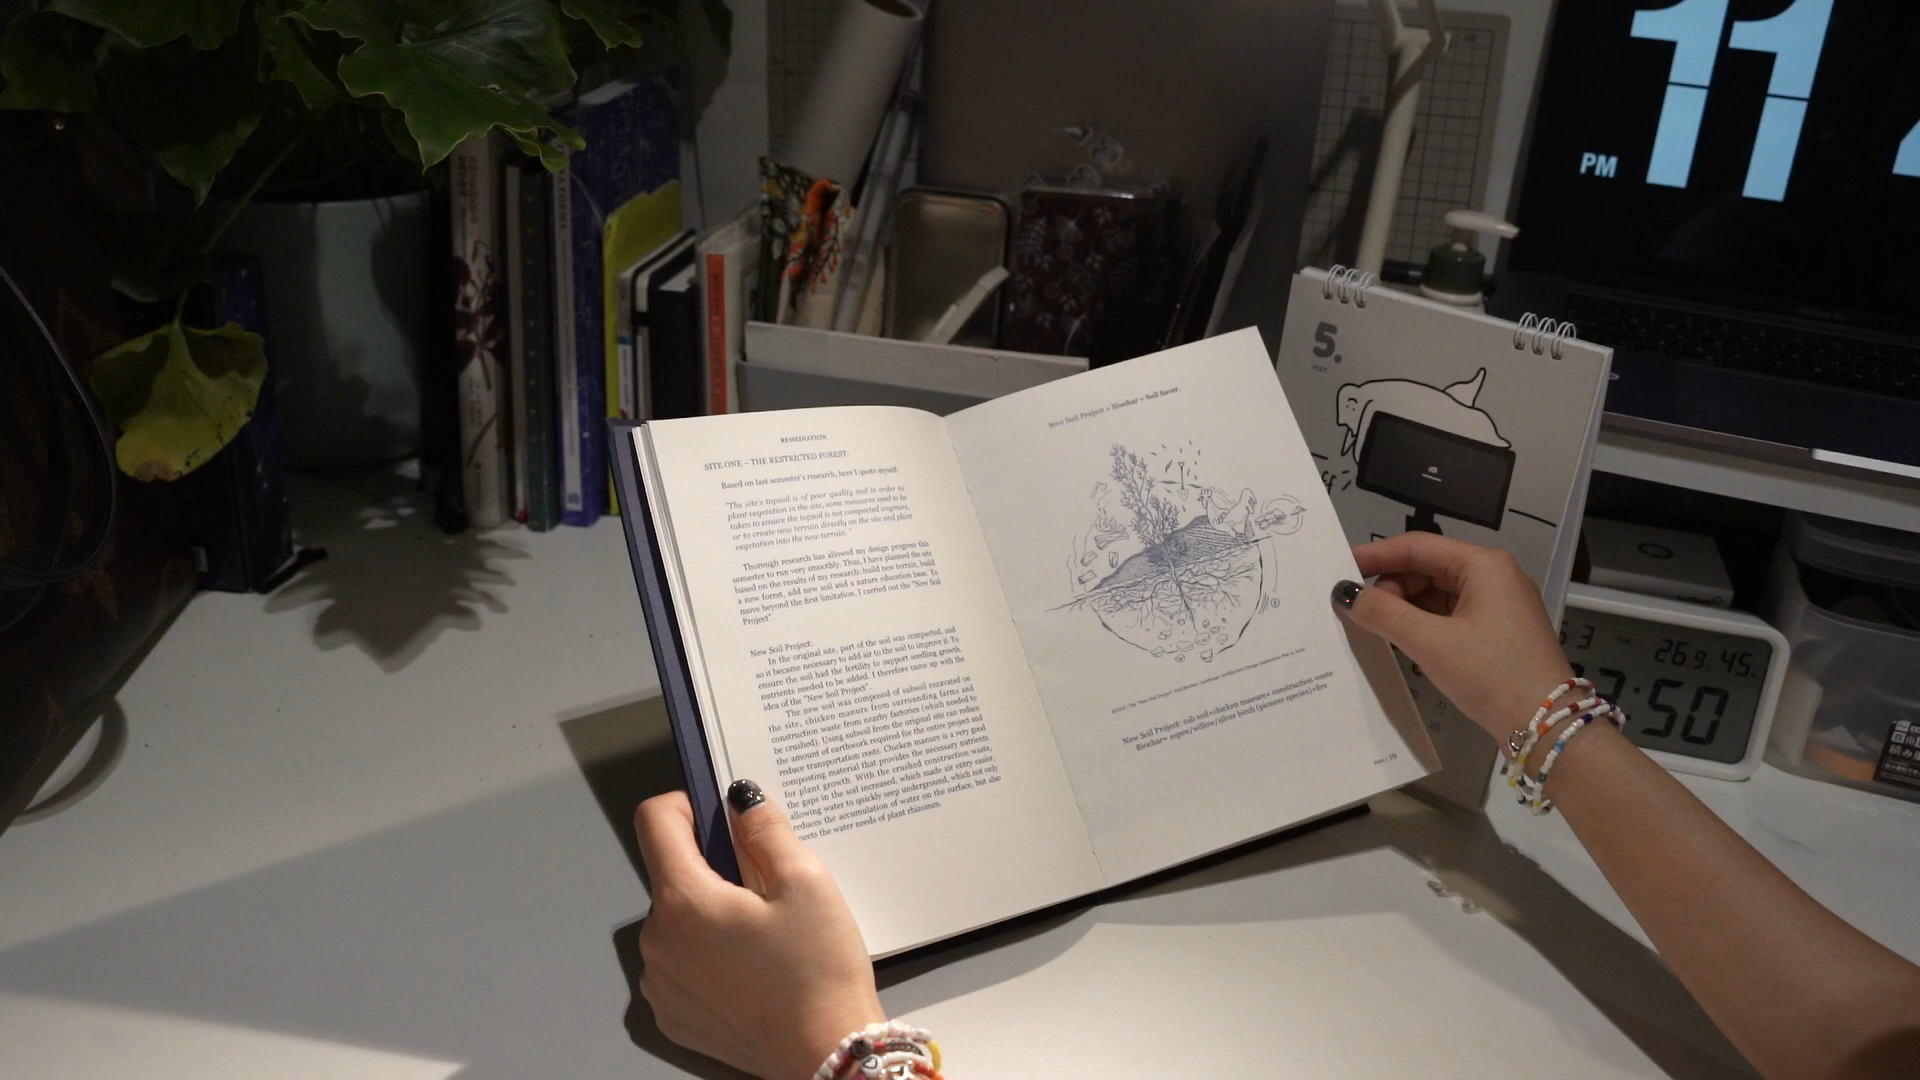 REMEDIATION
SITE ONE – THE RESTRICTED FOREST:
Based on last semester's research, here I quote myself:
"The site's topsoil is of poor quality and in order to
plant vegetation in the site, some measures need to be
taken to ensure the topsoil is not compacted anymore,
or to create new terrain directly on the site and plant
vegetation into the new terrain."
Thorough research has allowed my design progress this
semester to run very smoothly. Thus, I have planned the site
based on the results of my research: build new terrain, build
a new forest, add new soil and a nature education base. To
move beyond the first limitation, I carried out the "New Soil
Project".
New Soil Project:
In the original site, part of the soil was compacted, and
so it became necessary to add air to the soil to improve it. To
ensure the soil had the fertility to support seedling growth,
nutrients needed to be added. I therefore came up with the
idea of the "New Soil Project".
The new soil was composed of subsoil excavated on
the site, chicken manure from surrounding farms and
construction waste from nearby factories (which needed to
be crushed). Using subsoil from the original site can reduce
the amount of earthwork required for the entire project and
reduce transportation costs. Chicken manure is a very good
composting material that provides the necessary nutrients
for plant growth. With the crushed construction waste,
the gaps in the soil increased, which made air entry easier,
allowing water to quickly seep underground, which not only
reduces the accumulation of water on the surface, but also
meets the water needs of plant rhizomes.
New Soil Project + Biochar = Soil Saver.
New Soil Project: sub soil+chicken manure+ construction waste
Biochar= aspen/willow/silver birch (pioneer species)+fire
Page / 19
5.
MAY
PM
11
26.9
45%
:50